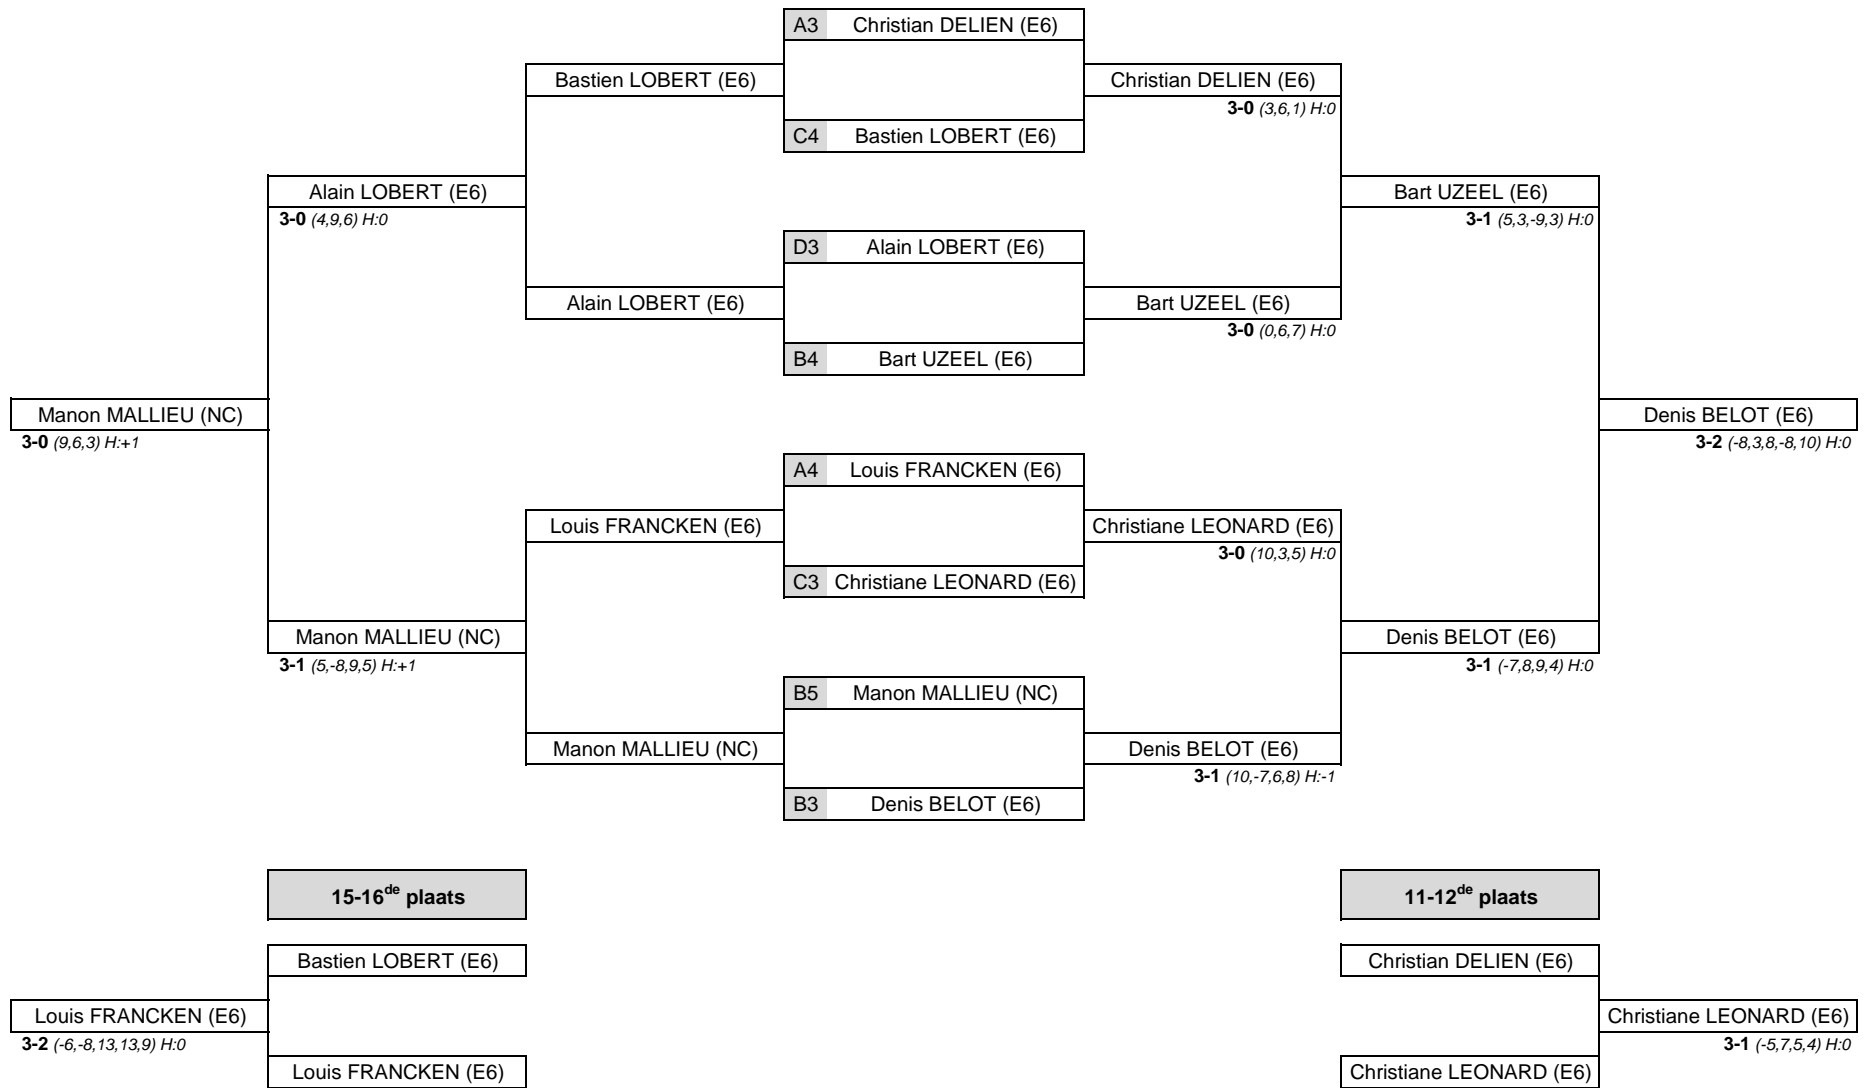 A3 Christian DELIEN (E6)
Bastien LOBERT (E6) Christian DELIEN (E6)
3-0 (3,6,1) H:0
C4 Bastien LOBERT (E6)
Alain LOBERT (E6) Bart UZEEL (E6)
3-0 (4,9,6) H:0 3-1 (5,3,-9,3) H:0
D3 Alain LOBERT (E6)
Alain LOBERT (E6) Bart UZEEL (E6)
3-0 (0,6,7) H:0
B4 Bart UZEEL (E6)
Manon MALLIEU (NC) Denis BELOT (E6)
3-0 (9,6,3) H:+1 3-2 (-8,3,8,-8,10) H:0
A4 Louis FRANCKEN (E6)
Louis FRANCKEN (E6) Christiane LEONARD (E6)
3-0 (10,3,5) H:0
C3 Christiane LEONARD (E6)
Manon MALLIEU (NC) Denis BELOT (E6)
3-1 (5,-8,9,5) H:+1 3-1 (-7,8,9,4) H:0
B5 Manon MALLIEU (NC)
Manon MALLIEU (NC) Denis BELOT (E6)
3-1 (10,-7,6,8) H:-1
B3 Denis BELOT (E6)
15-16de plaats 11-12de plaats
Bastien LOBERT (E6) Christian DELIEN (E6)
Louis FRANCKEN (E6) Christiane LEONARD (E6)
3-2 (-6,-8,13,13,9) H:0 3-1 (-5,7,5,4) H:0
Louis FRANCKEN (E6) Christiane LEONARD (E6)